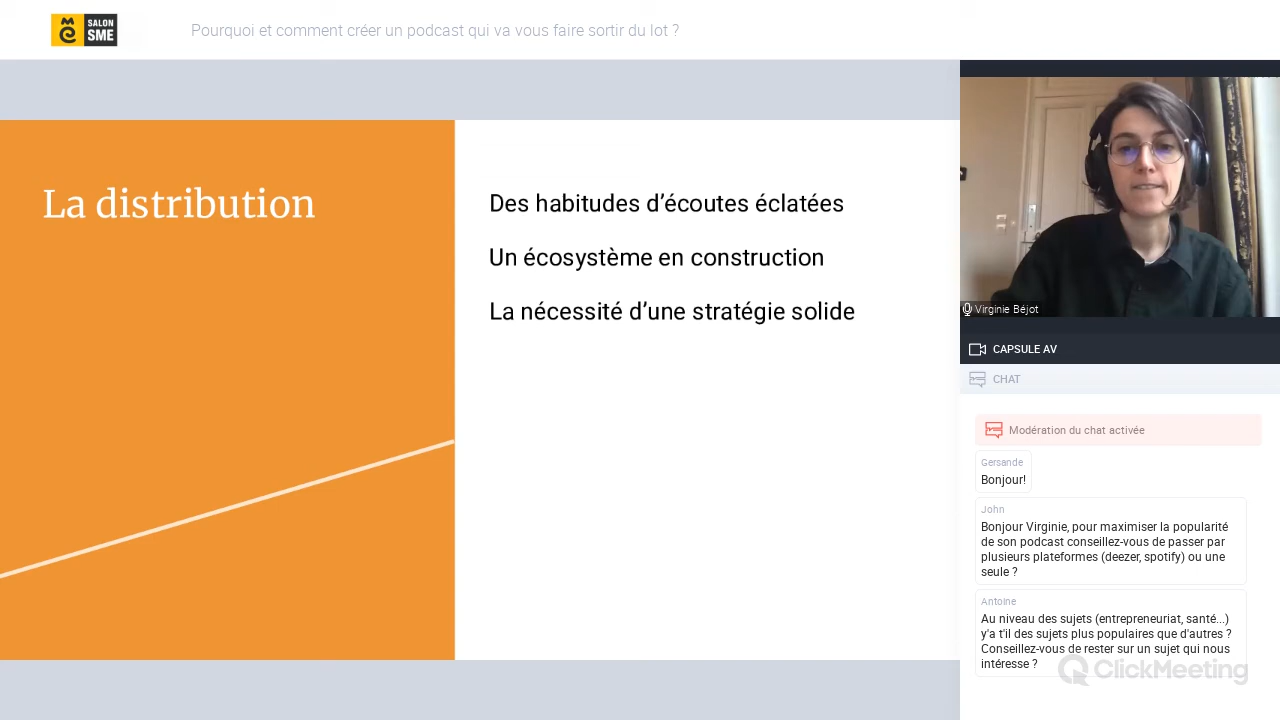 SALON
SME
Pourquoi et comment créer un podcast qui va vous faire sortir du lot ?
La distribution
Des habitudes d’écoutes éclatées
Un écosystème en construction
La nécessité d’une stratégie solide
Virginie Béjot
CAPSULE AV
CHAT
Modération du chat activée
Gersande
Bonjour!
John
Bonjour Virginie, pour maximiser la popularité
de son podcast conseillez-vous de passer par
plusieurs plateformes (deezer, spotify) ou une
seule ?
Antoine
Au niveau des sujets (entrepreneuriat, santé...)
y'a t'il des sujets plus populaires que d'autres ?
Conseillez-vous de rester sur un sujet qui nous
intéresse ?
ClickMeeting